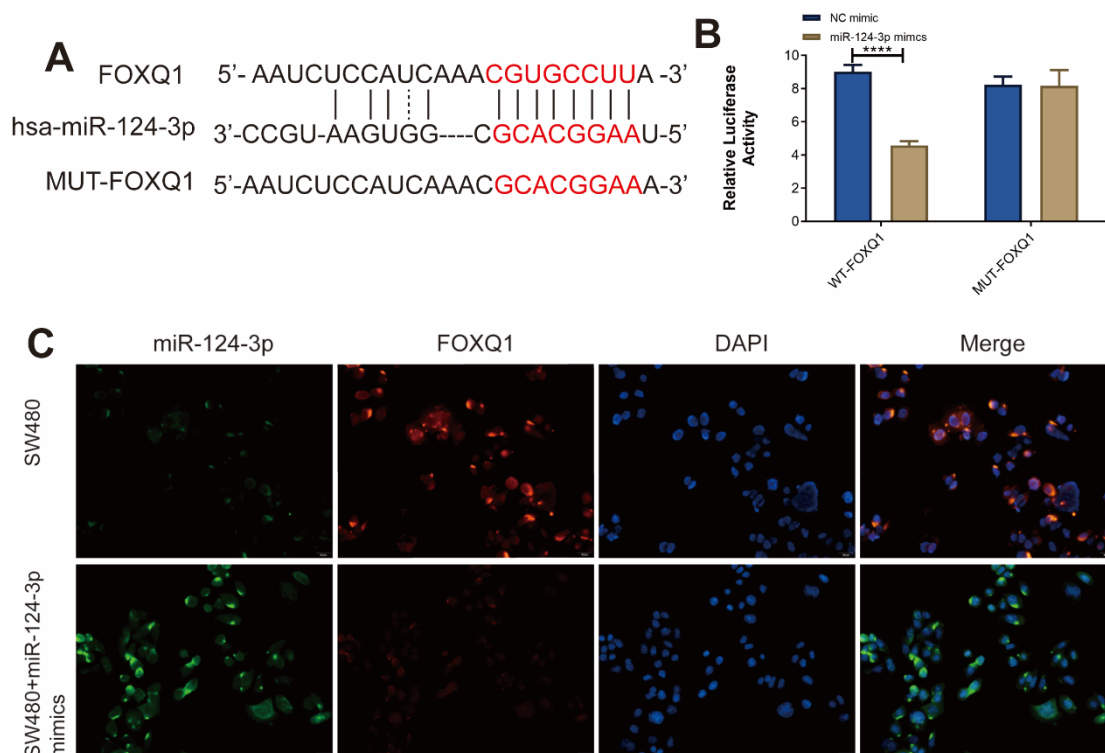 A
FOXQ1 5'- AAUCUCCAUCAAACGUGCCUUA -3'
hsa-miR-124-3p 3'-CCGU-AAGUGG----CGCACGGAAU-5'
MUT-FOXQ1 5'-AAUCUCCAUCAAACGCACGGAAA-3'
B
NC mimic
miR-124-3p mimcs
****
Relative Luciferase
Activity
10
8
6
4
2
0
WT-FOXQ1
MUT-FOXQ1
C
miR-124-3p FOXQ1 DAPI Merge
SW480
SW480+miR-124-3p
mimics